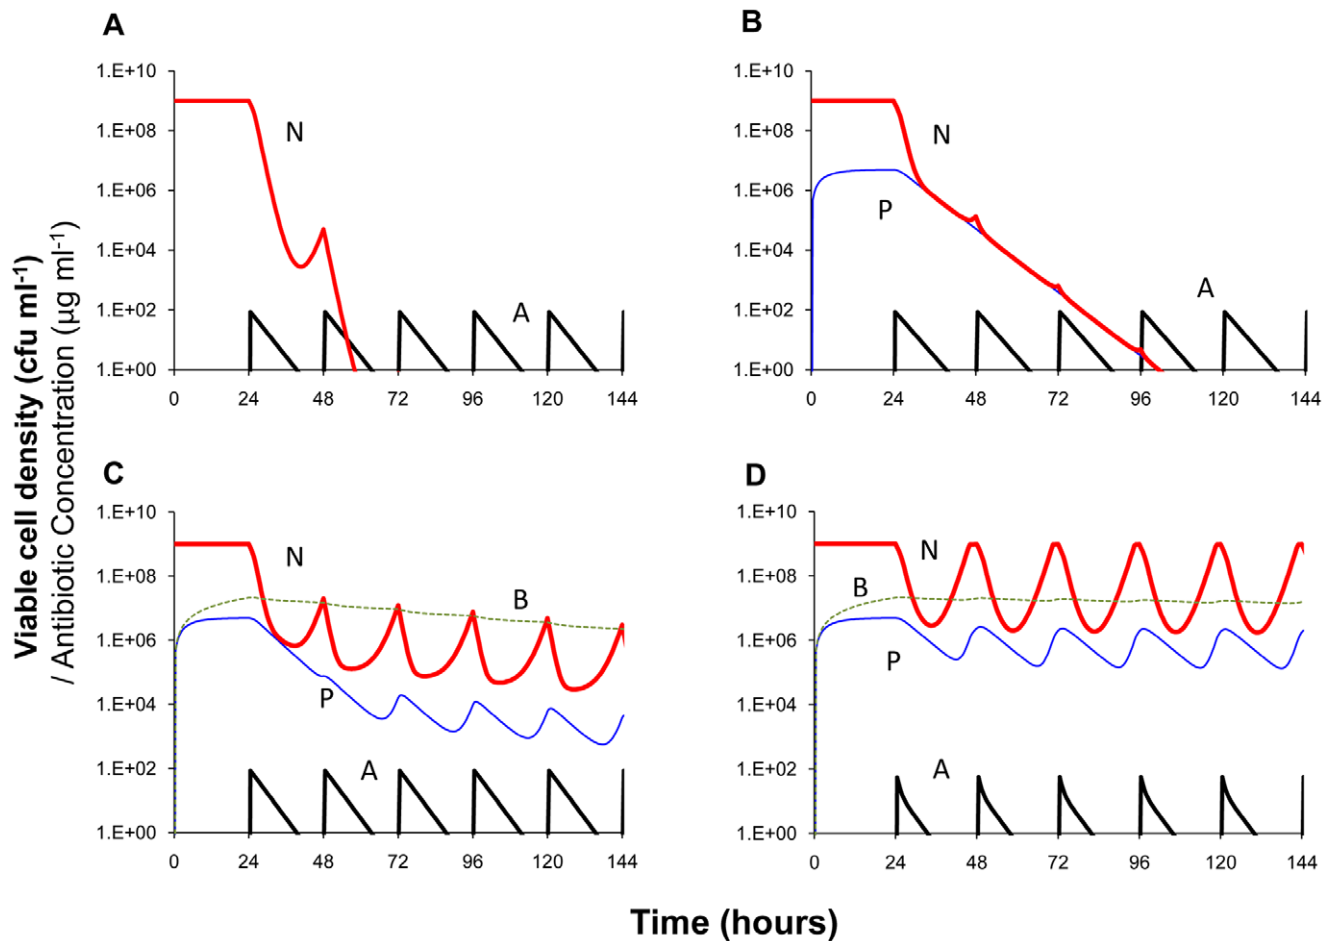 Viable cell density (cfu ml⁻¹)
/ Antibiotic Concentration (µg ml⁻¹)
A
1.E+10
1.E+08
1.E+06
1.E+04
1.E+02
1.E+00
N
A
0 24 48 72 96 120 144
B
1.E+10
1.E+08
1.E+06
1.E+04
1.E+02
1.E+00
N
P
A
0 24 48 72 96 120 144
C
1.E+10
1.E+08
1.E+06
1.E+04
1.E+02
1.E+00
N
B
P
A
0 24 48 72 96 120 144
D
1.E+10
1.E+08
1.E+06
1.E+04
1.E+02
1.E+00
N
B
P
A
0 24 48 72 96 120 144
Time (hours)